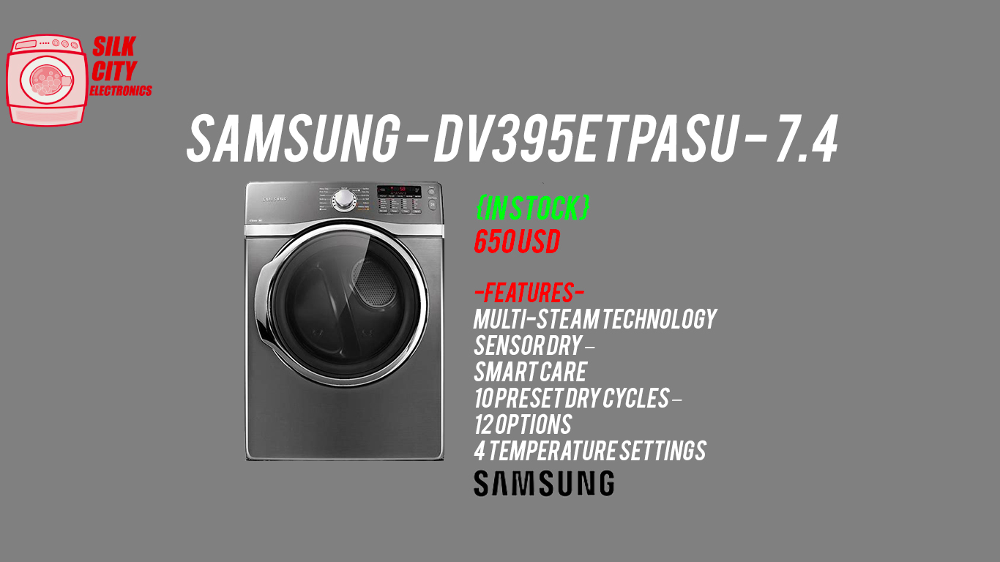 SILK
CITY
ELECTRONICS
SAMSUNG - DV395ETPASU - 7.4
SAMSUNG
{IN STOCK}
650 USD
-FEATURES-
MULTI-STEAM TECHNOLOGY
SENSOR DRY –
SMART CARE
10 PRESET DRY CYCLES –
12 OPTIONS
4 TEMPERATURE SETTINGS
SAMSUNG